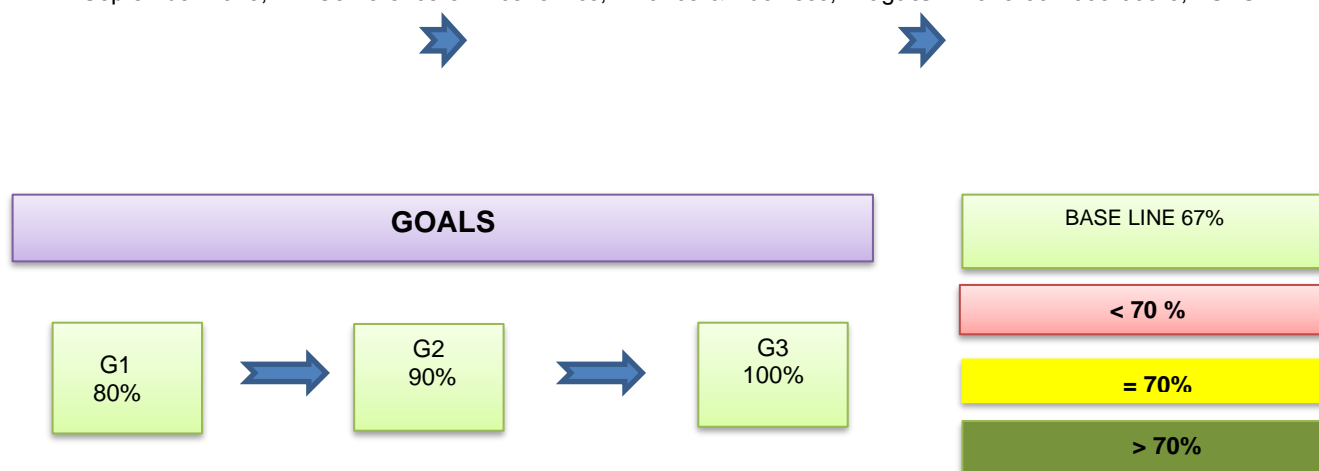 GOALS
BASE LINE 67%
< 70 %
= 70%
> 70%
G1
80%
G2
90%
G3
100%